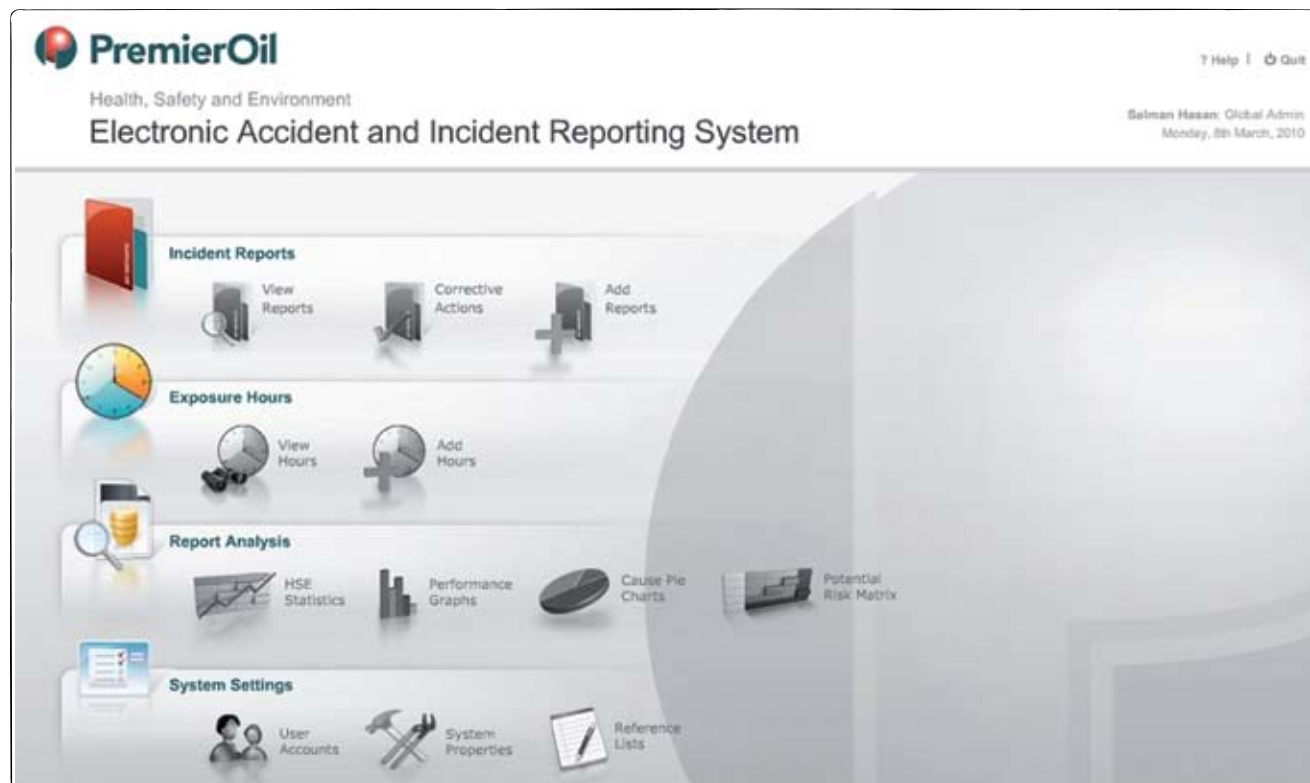 PremierOil
? Help | Quit
Health, Safety and Environment
Electronic Accident and Incident Reporting System
Salman Hasan: Global Admin
Monday, 8th March, 2010
Incident Reports
View
Reports
Corrective
Actions
Add
Reports
Exposure Hours
View
Hours
Add
Hours
Report Analysis
HSE
Statistics
Performance
Graphs
Cause Pie
Charts
Potential
Risk Matrix
System Settings
User
Accounts
System
Properties
Reference
Lists